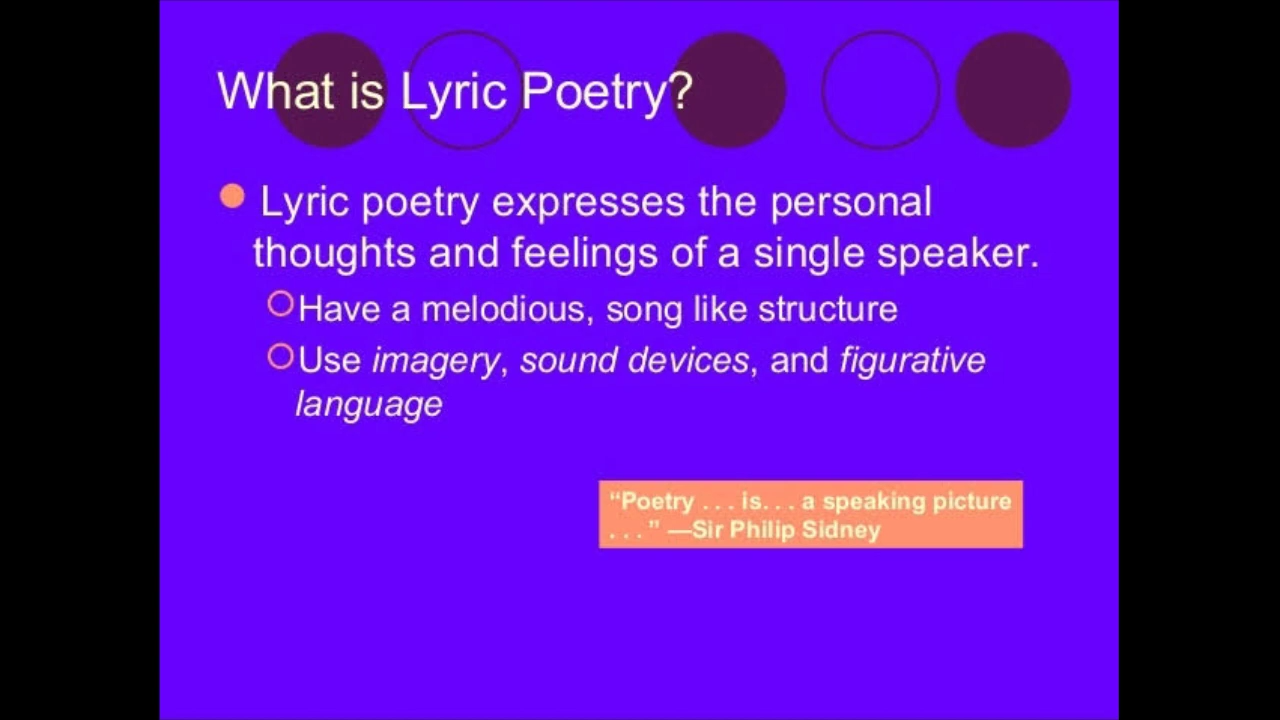 What is Lyric Poetry?
Lyric poetry expresses the personal
thoughts and feelings of a single speaker.
Have a melodious, song like structure
Use imagery, sound devices, and figurative
language
“Poetry . . . is. . . a speaking picture
. . . ” —Sir Philip Sidney